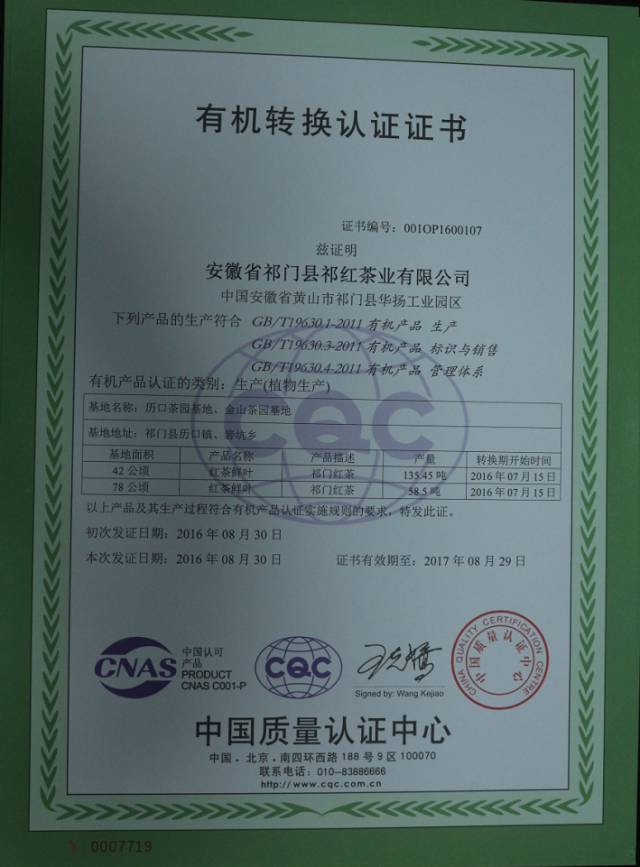 有机转换认证证书
证书编号：001OP1600107
兹证明
安徽省祁门县祁红茶业有限公司
中国安徽省黄山市祁门县华扬工业园区
下列产品的生产符合 GB/T19630.1-2011 有机产品 生产
GB/T19630.3-2011 有机产品 标识与销售
GB/T19630.4-2011 有机产品 管理体系
有机产品认证的类别：生产(植物生产)
基地名称：历口茶园基地、金山茶园基地
基地地址：祁门县历口镇、箬坑乡
基地面积 产品名称 产品描述 产量 转换期开始时间
42 公顷 红茶鲜叶 祁门红茶 135.45 吨 2016 年 07 月 15 日
78 公顷 红茶鲜叶 祁门红茶 58.5 吨 2016 年 07 月 15 日
以上产品及其生产过程符合有机产品认证实施规则的要求，特发此证。
初次发证日期：2016 年 08 月 30 日
本次发证日期：2016 年 08 月 30 日 证书有效期至：2017 年 08 月 29 日
CQC
CNAS
中国认可
产品
PRODUCT
CNAS C001-P
CQC
Signed by: Wang Kejiao
CHINA QUALITY CERTIFICATION CENTRE
中国质量认证中心
中国质量认证中心
中国．北京．南四环西路 188 号 9 区 100070
联系电话：010-83886666
http://www.cqc.com.cn
Y 0007719